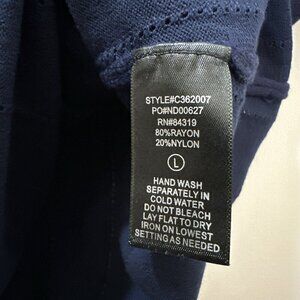 STYLE#C362007
PO#ND00627
RN#84319
80%RAYON
20%NYLON
L
HAND WASH
SEPARATELY IN
COLD WATER
DO NOT BLEACH
LAY FLAT TO DRY
IRON ON LOWEST
SETTING AS NEEDED